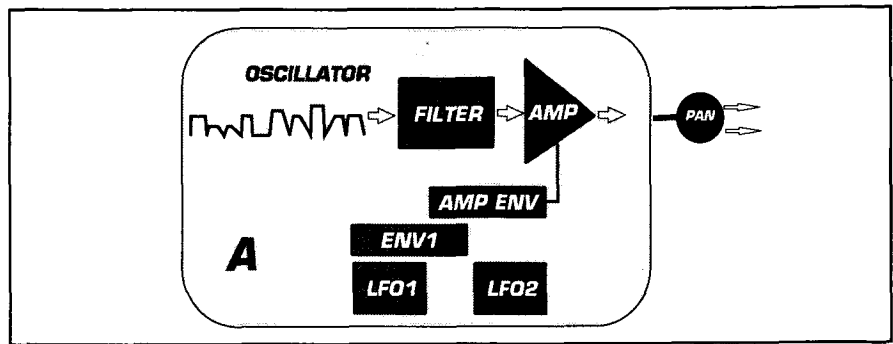 OSCILLATOR
FILTER
AMP
PAN
AMP ENV
ENV1
A
LFO1
LFO2